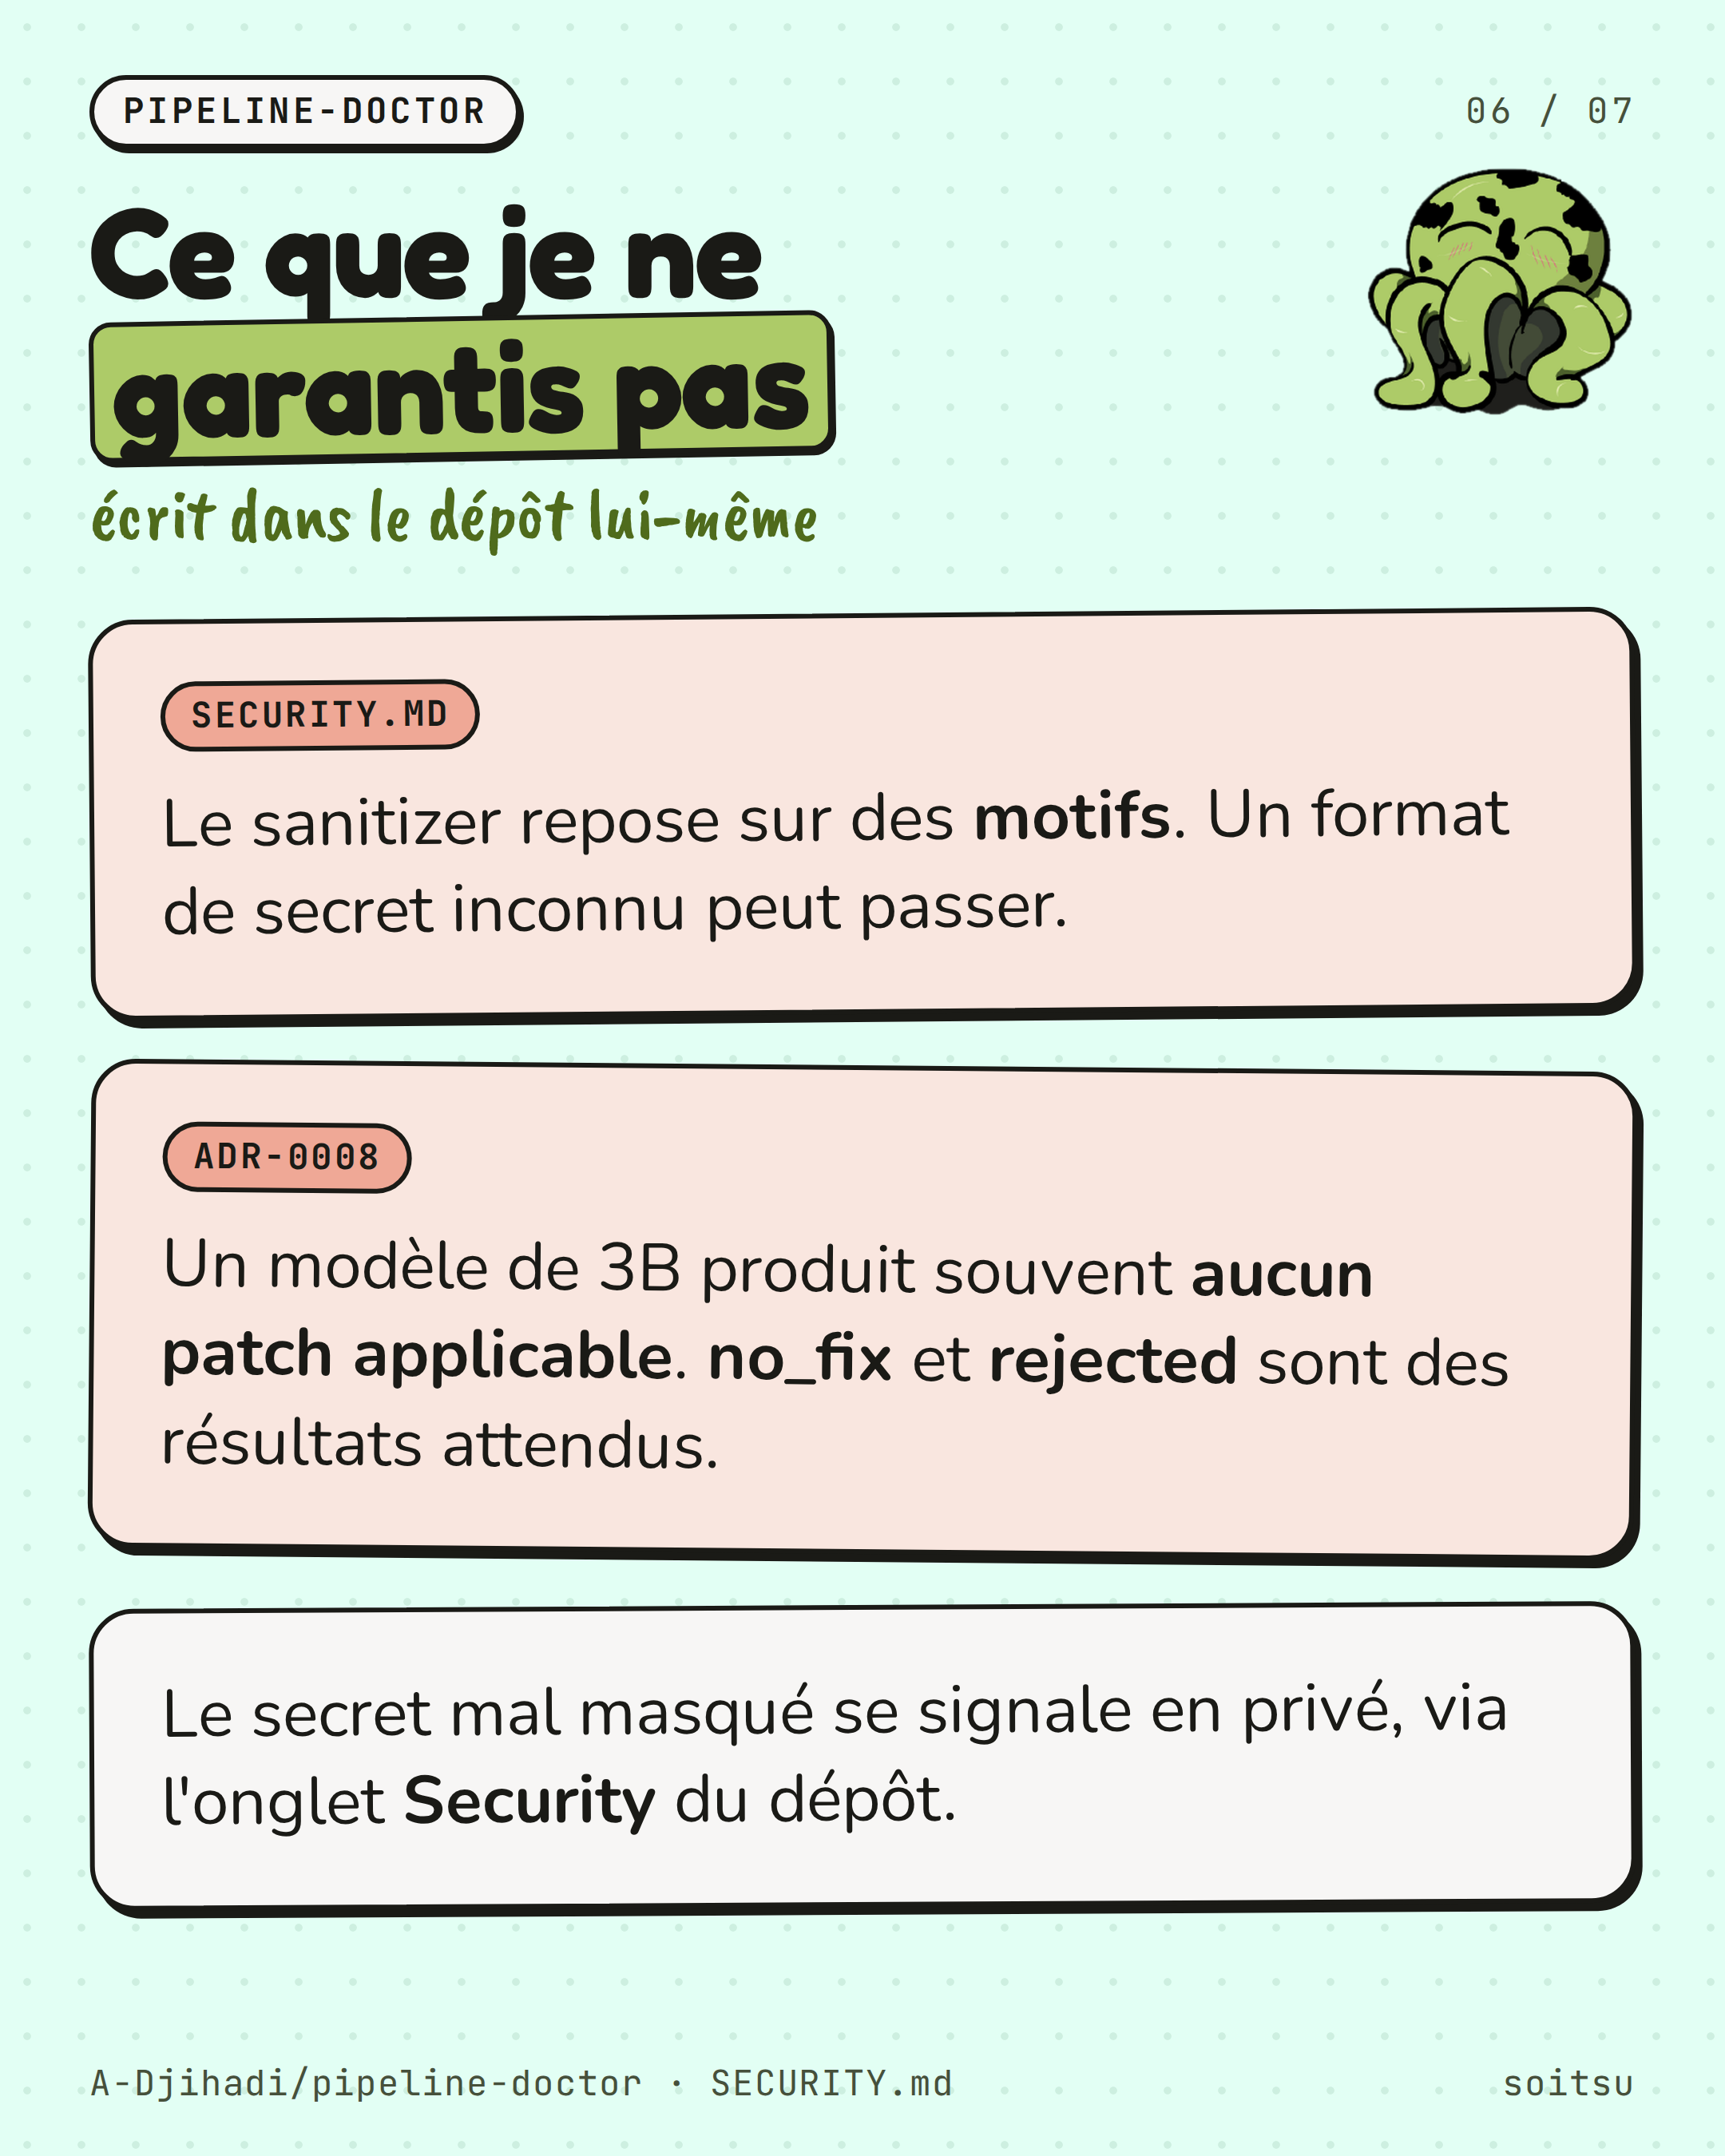 PIPELINE-DOCTOR
06 / 07
Ce que je ne
garantis pas
écrit dans le dépôt lui-même
SECURITY.MD
Le sanitizer repose sur des motifs. Un format
de secret inconnu peut passer.
ADR-0008
Un modèle de 3B produit souvent aucun
patch applicable. no_fix et rejected sont des
résultats attendus.
Le secret mal masqué se signale en privé, via
l'onglet Security du dépôt.
A-Djihadi/pipeline-doctor · SECURITY.md
soitsu